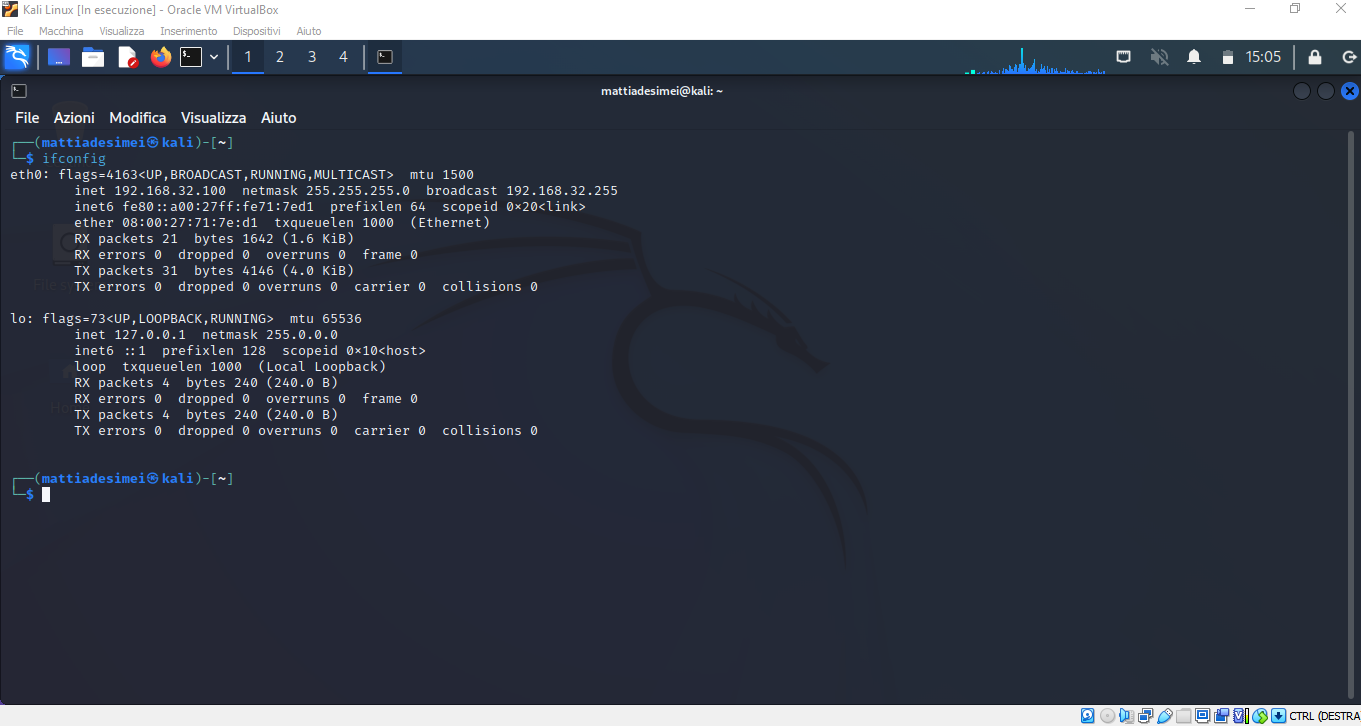 Kali Linux [In esecuzione] - Oracle VM VirtualBox
File Macchina Visualizza Inserimento Dispositivi Aiuto
1 2 3 4 15:05
mattiadesimei@kali: ~
File Azioni Modifica Visualizza Aiuto
┌──(mattiadesimei㉿kali)-[~]
└─$ ifconfig
eth0: flags=4163<UP,BROADCAST,RUNNING,MULTICAST>  mtu 1500
        inet 192.168.32.100  netmask 255.255.255.0  broadcast 192.168.32.255
        inet6 fe80::a00:27ff:fe71:7ed1  prefixlen 64  scopeid 0×20<link>
        ether 08:00:27:71:7e:d1  txqueuelen 1000  (Ethernet)
        RX packets 21  bytes 1642 (1.6 KiB)
        RX errors 0  dropped 0  overruns 0  frame 0
        TX packets 31  bytes 4146 (4.0 KiB)
        TX errors 0  dropped 0 overruns 0  carrier 0  collisions 0
lo: flags=73<UP,LOOPBACK,RUNNING>  mtu 65536
        inet 127.0.0.1  netmask 255.0.0.0
        inet6 ::1  prefixlen 128  scopeid 0×10<host>
        loop  txqueuelen 1000  (Local Loopback)
        RX packets 4  bytes 240 (240.0 B)
        RX errors 0  dropped 0  overruns 0  frame 0
        TX packets 4  bytes 240 (240.0 B)
        TX errors 0  dropped 0 overruns 0  carrier 0  collisions 0
┌──(mattiadesimei㉿kali)-[~]
└─$
CTRL (DESTRA